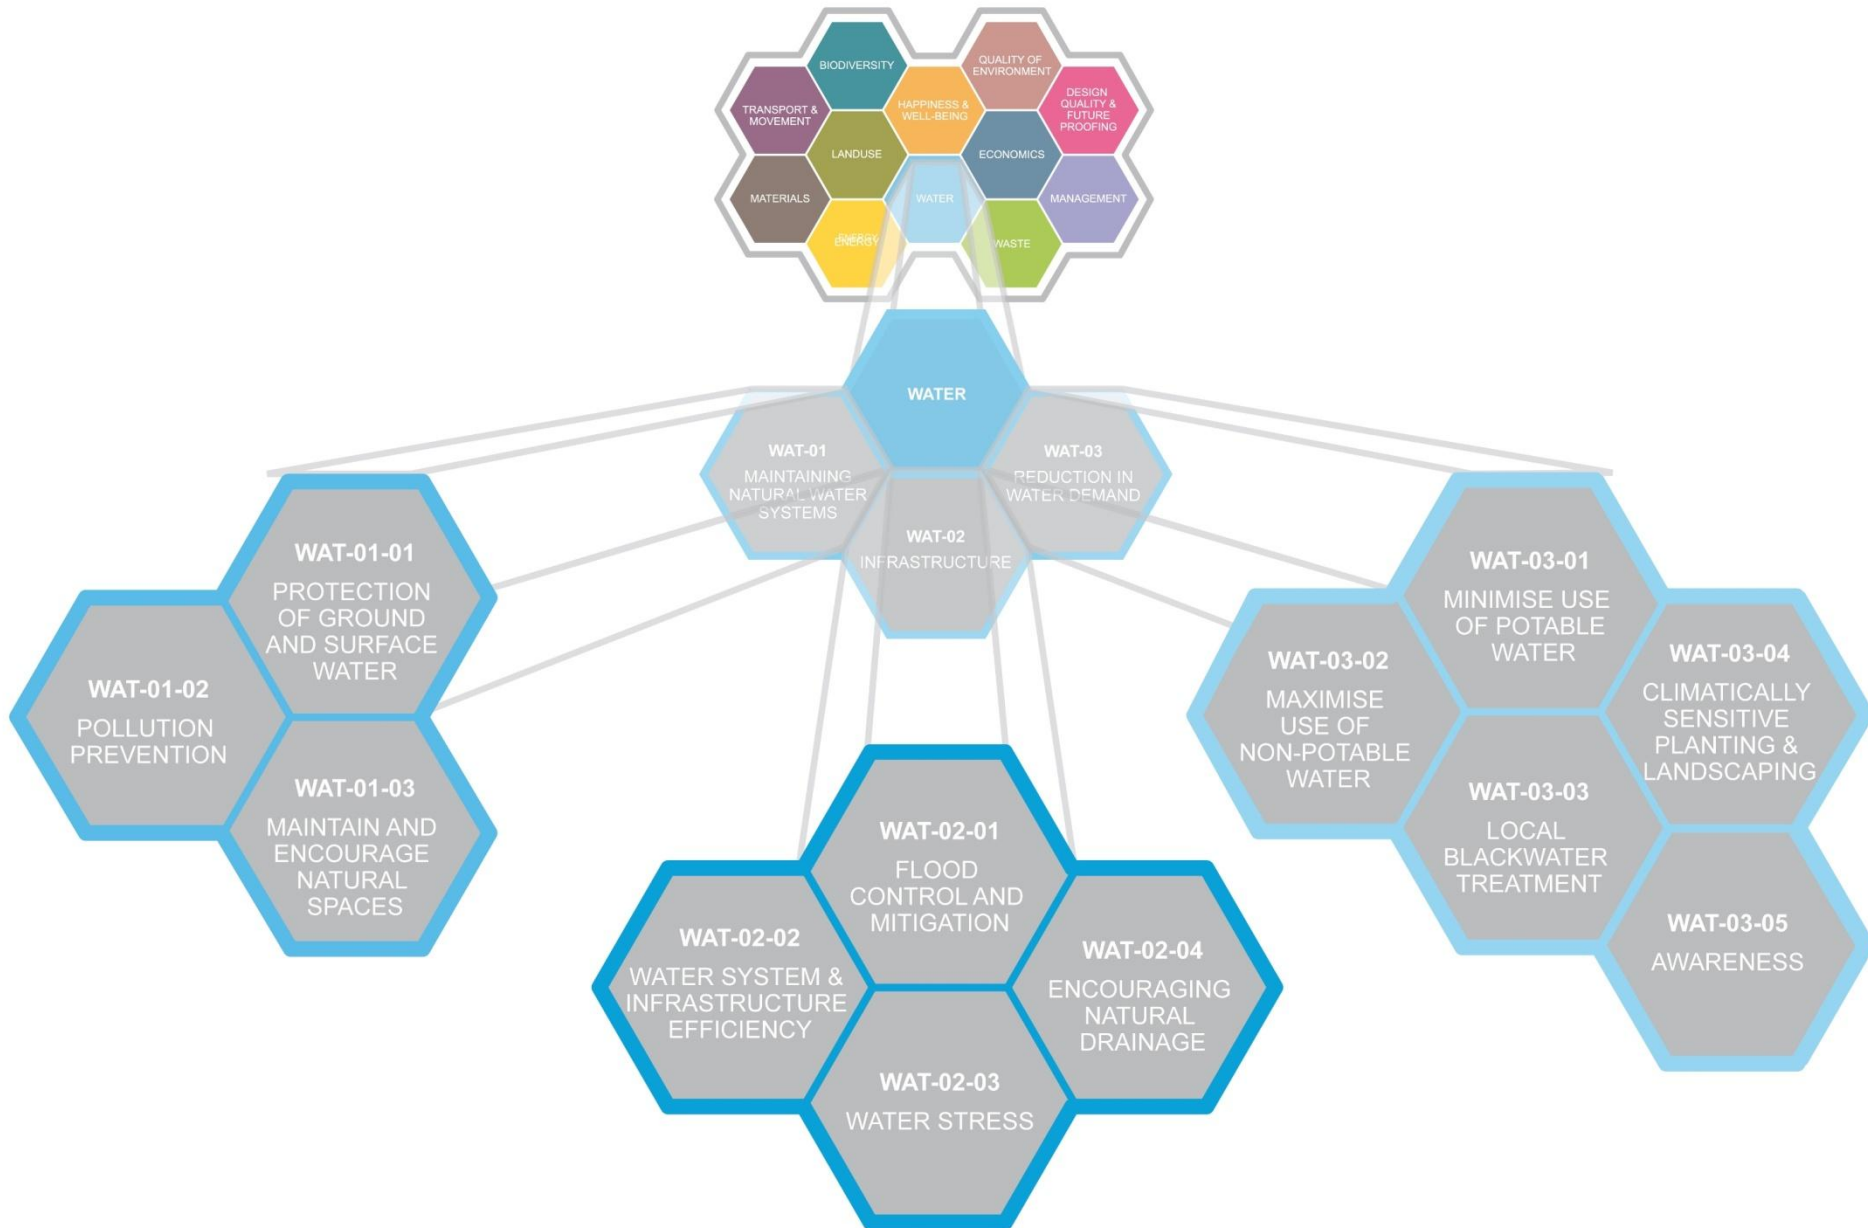 BIODIVERSITY
QUALITY OF
ENVIRONMENT
TRANSPORT &
MOVEMENT
HAPPINESS &
WELL-BEING
DESIGN
QUALITY &
FUTURE
PROOFING
LANDUSE
ECONOMICS
MATERIALS
WATER
MANAGEMENT
ENERGY
ENERGY
WASTE
WATER
WAT-01
MAINTAINING
NATURAL WATER
SYSTEMS
WAT-02
INFRASTRUCTURE
WAT-03
REDUCTION IN
WATER DEMAND
WAT-01-01
PROTECTION
OF GROUND
AND SURFACE
WATER
WAT-01-02
POLLUTION
PREVENTION
WAT-01-03
MAINTAIN AND
ENCOURAGE
NATURAL
SPACES
WAT-02-01
FLOOD
CONTROL AND
MITIGATION
WAT-02-02
WATER SYSTEM &
INFRASTRUCTURE
EFFICIENCY
WAT-02-03
WATER STRESS
WAT-02-04
ENCOURAGING
NATURAL
DRAINAGE
WAT-03-01
MINIMISE USE
OF POTABLE
WATER
WAT-03-02
MAXIMISE
USE OF
NON-POTABLE
WATER
WAT-03-03
LOCAL
BLACKWATER
TREATMENT
WAT-03-04
CLIMATICALLY
SENSITIVE
PLANTING &
LANDSCAPING
WAT-03-05
AWARENESS